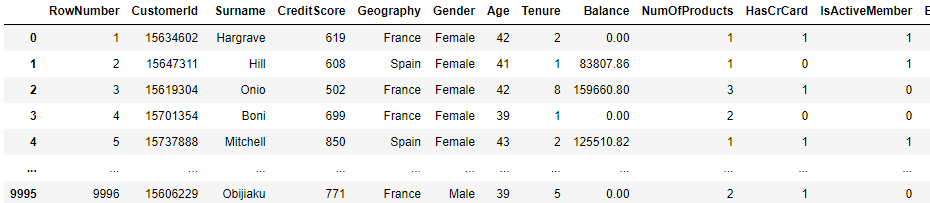 RowNumber CustomerId Surname CreditScore Geography Gender Age Tenure Balance NumOfProducts HasCrCard IsActiveMember E
0 1 15634602 Hargrave 619 France Female 42 2 0.00 1 1 1
1 2 15647311 Hill 608 Spain Female 41 1 83807.86 1 0 1
2 3 15619304 Onio 502 France Female 42 8 159660.80 3 1 0
3 4 15701354 Boni 699 France Female 39 1 0.00 2 0 0
4 5 15737888 Mitchell 850 Spain Female 43 2 125510.82 1 1 1
... ... ... ... ... ... ... ... ... ... ... ... ...
9995 9996 15606229 Obijiaku 771 France Male 39 5 0.00 2 1 0